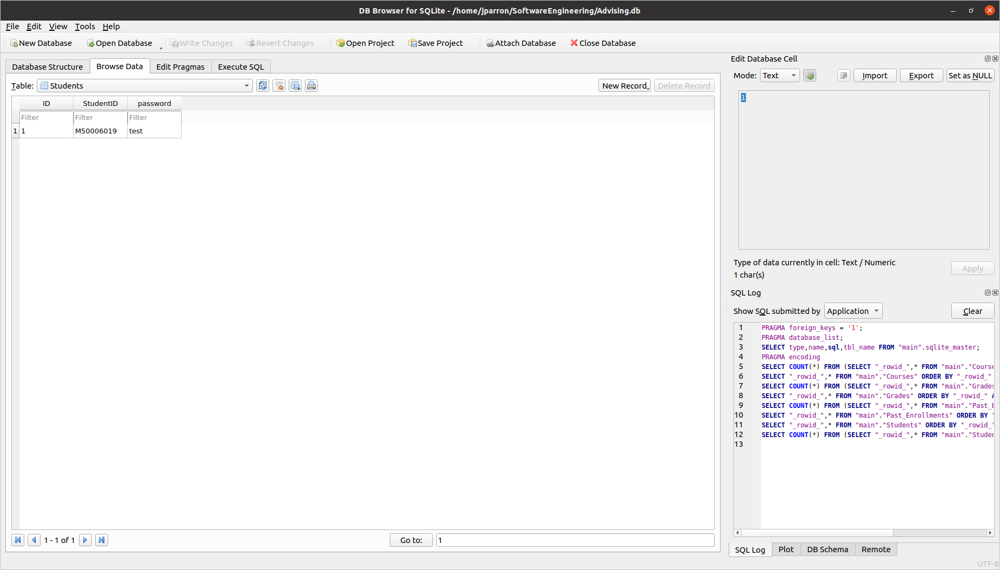 DB Browser for SQLite - /home/jparron/SoftwareEngineering/Advising.db
File Edit View Tools Help
New Database Open Database Write Changes Revert Changes Open Project Save Project Attach Database Close Database
Database Structure Browse Data Edit Pragmas Execute SQL
Table: Students New Record Delete Record
ID StudentID password
Filter Filter Filter
1 1 M50006019 test
1 - 1 of 1 Go to: 1
Edit Database Cell
Mode: Text Import Export Set as NULL
1
Type of data currently in cell: Text / Numeric
1 char(s)
Apply
SQL Log
Show SQL submitted by Application Clear
1 PRAGMA foreign_keys = '1';
2 PRAGMA database_list;
3 SELECT type,name,sql,tbl_name FROM "main".sqlite_master;
4 PRAGMA encoding
5 SELECT COUNT(*) FROM (SELECT "_rowid_",* FROM "main"."Course
6 SELECT "_rowid_",* FROM "main"."Courses" ORDER BY "_rowid_"
7 SELECT COUNT(*) FROM (SELECT "_rowid_",* FROM "main"."Grades
8 SELECT "_rowid_",* FROM "main"."Grades" ORDER BY "_rowid_" A
9 SELECT COUNT(*) FROM (SELECT "_rowid_",* FROM "main"."Past_E
10 SELECT "_rowid_",* FROM "main"."Past_Enrollments" ORDER BY "
11 SELECT "_rowid_",* FROM "main"."Students" ORDER BY "_rowid_"
12 SELECT COUNT(*) FROM (SELECT "_rowid_",* FROM "main"."Studen
13
SQL Log Plot DB Schema Remote
UTF-8